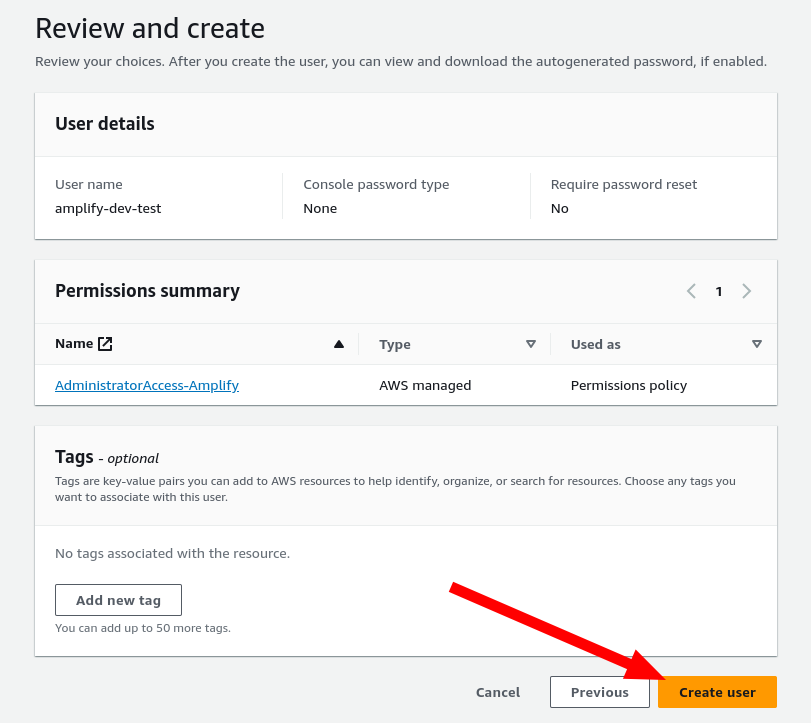 Review and create
Review your choices. After you create the user, you can view and download the autogenerated password, if enabled.
User details
User name
Console password type
Require password reset
amplify-dev-test
None
No
Permissions summary
1
Name
Type
Used as
AdministratorAccess-Amplify
AWS managed
Permissions policy
Tags - optional
Tags are key-value pairs you can add to AWS resources to help identify, organize, or search for resources. Choose any tags you
want to associate with this user.
No tags associated with the resource.
Add new tag
You can add up to 50 more tags.
Cancel
Previous
Create user